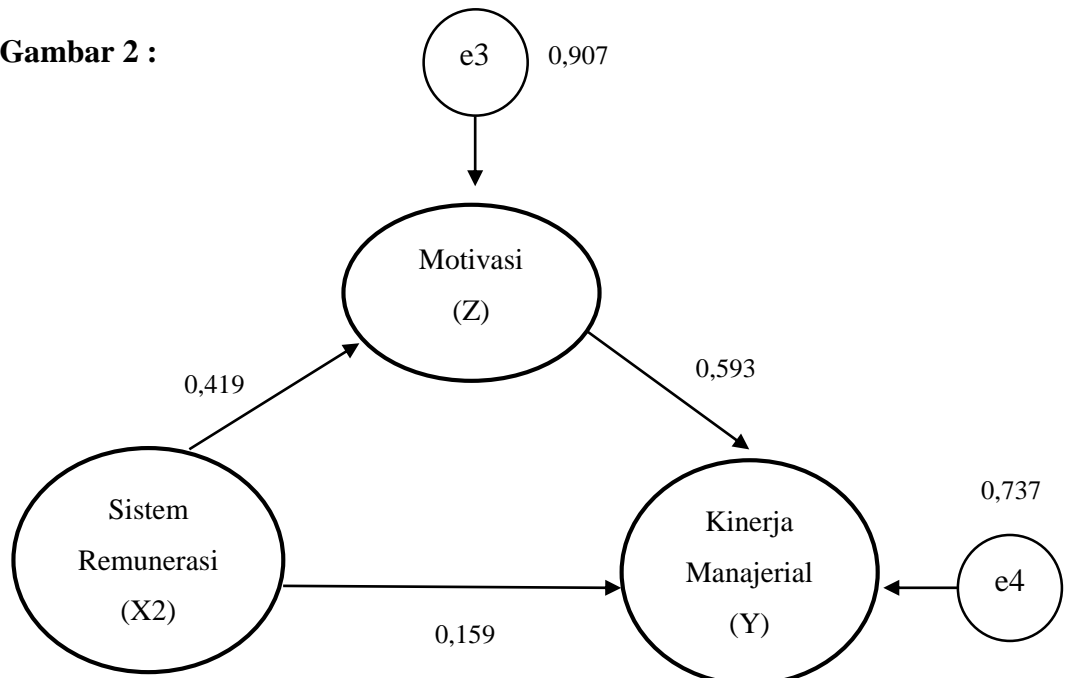 Gambar 2 :
e3
0,907
Motivasi
(Z)
0,419
0,593
Sistem
Remunerasi
(X2)
0,159
Kinerja
Manajerial
(Y)
0,737
e4